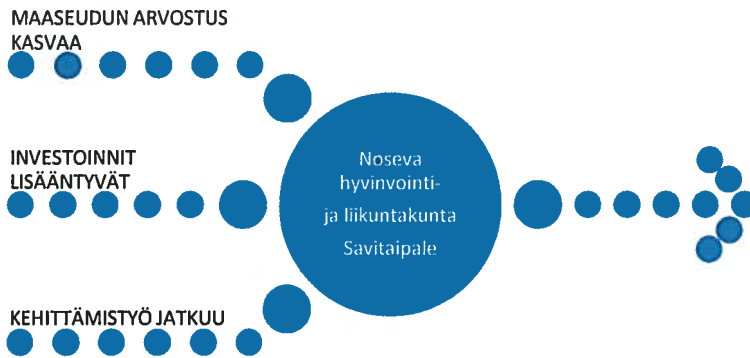 MAASEUDUN ARVOSTUS
KASVAA
INVESTOINNIT
LISÄÄNTYVÄT
KEHITTÄMISTYÖ JATKUU
Noseva
hyvinvointi-
ja liikuntakunta
Savitaipale